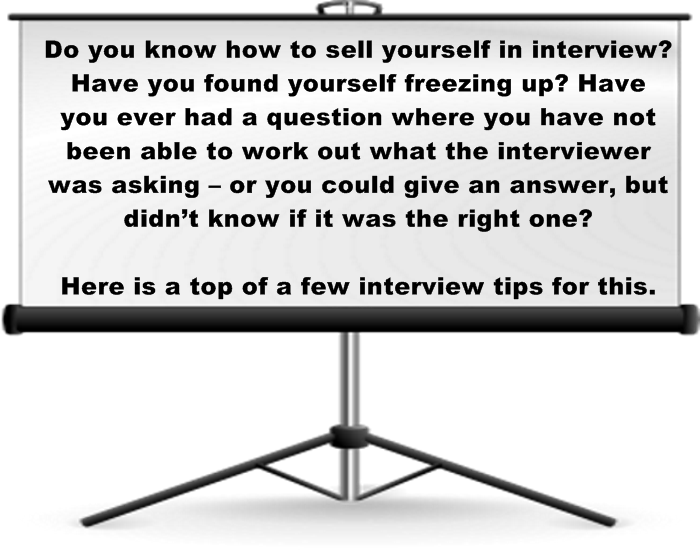 Do you know how to sell yourself in interview?
Have you found yourself freezing up? Have
you ever had a question where you have not
been able to work out what the interviewer
was asking – or you could give an answer, but
didn’t know if it was the right one?
Here is a top of a few interview tips for this.